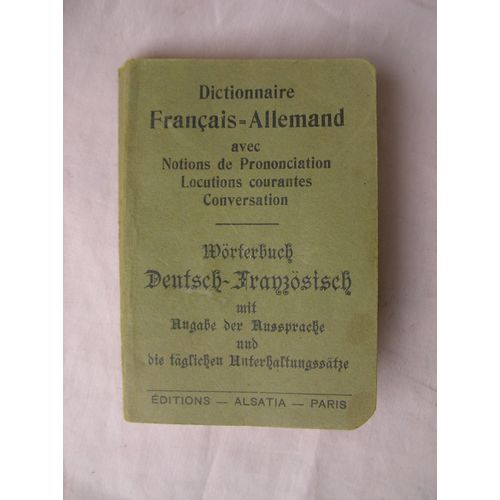 Dictionnaire
Français=Allemand
avec
Notions de Prononciation
Locutions courantes
Conversation
Wörterbuch
Deutsch-Französisch
mit
Angabe der Aussprache
und
die täglichen Unterhaltungssätze
ÉDITIONS — ALSATIA — PARIS